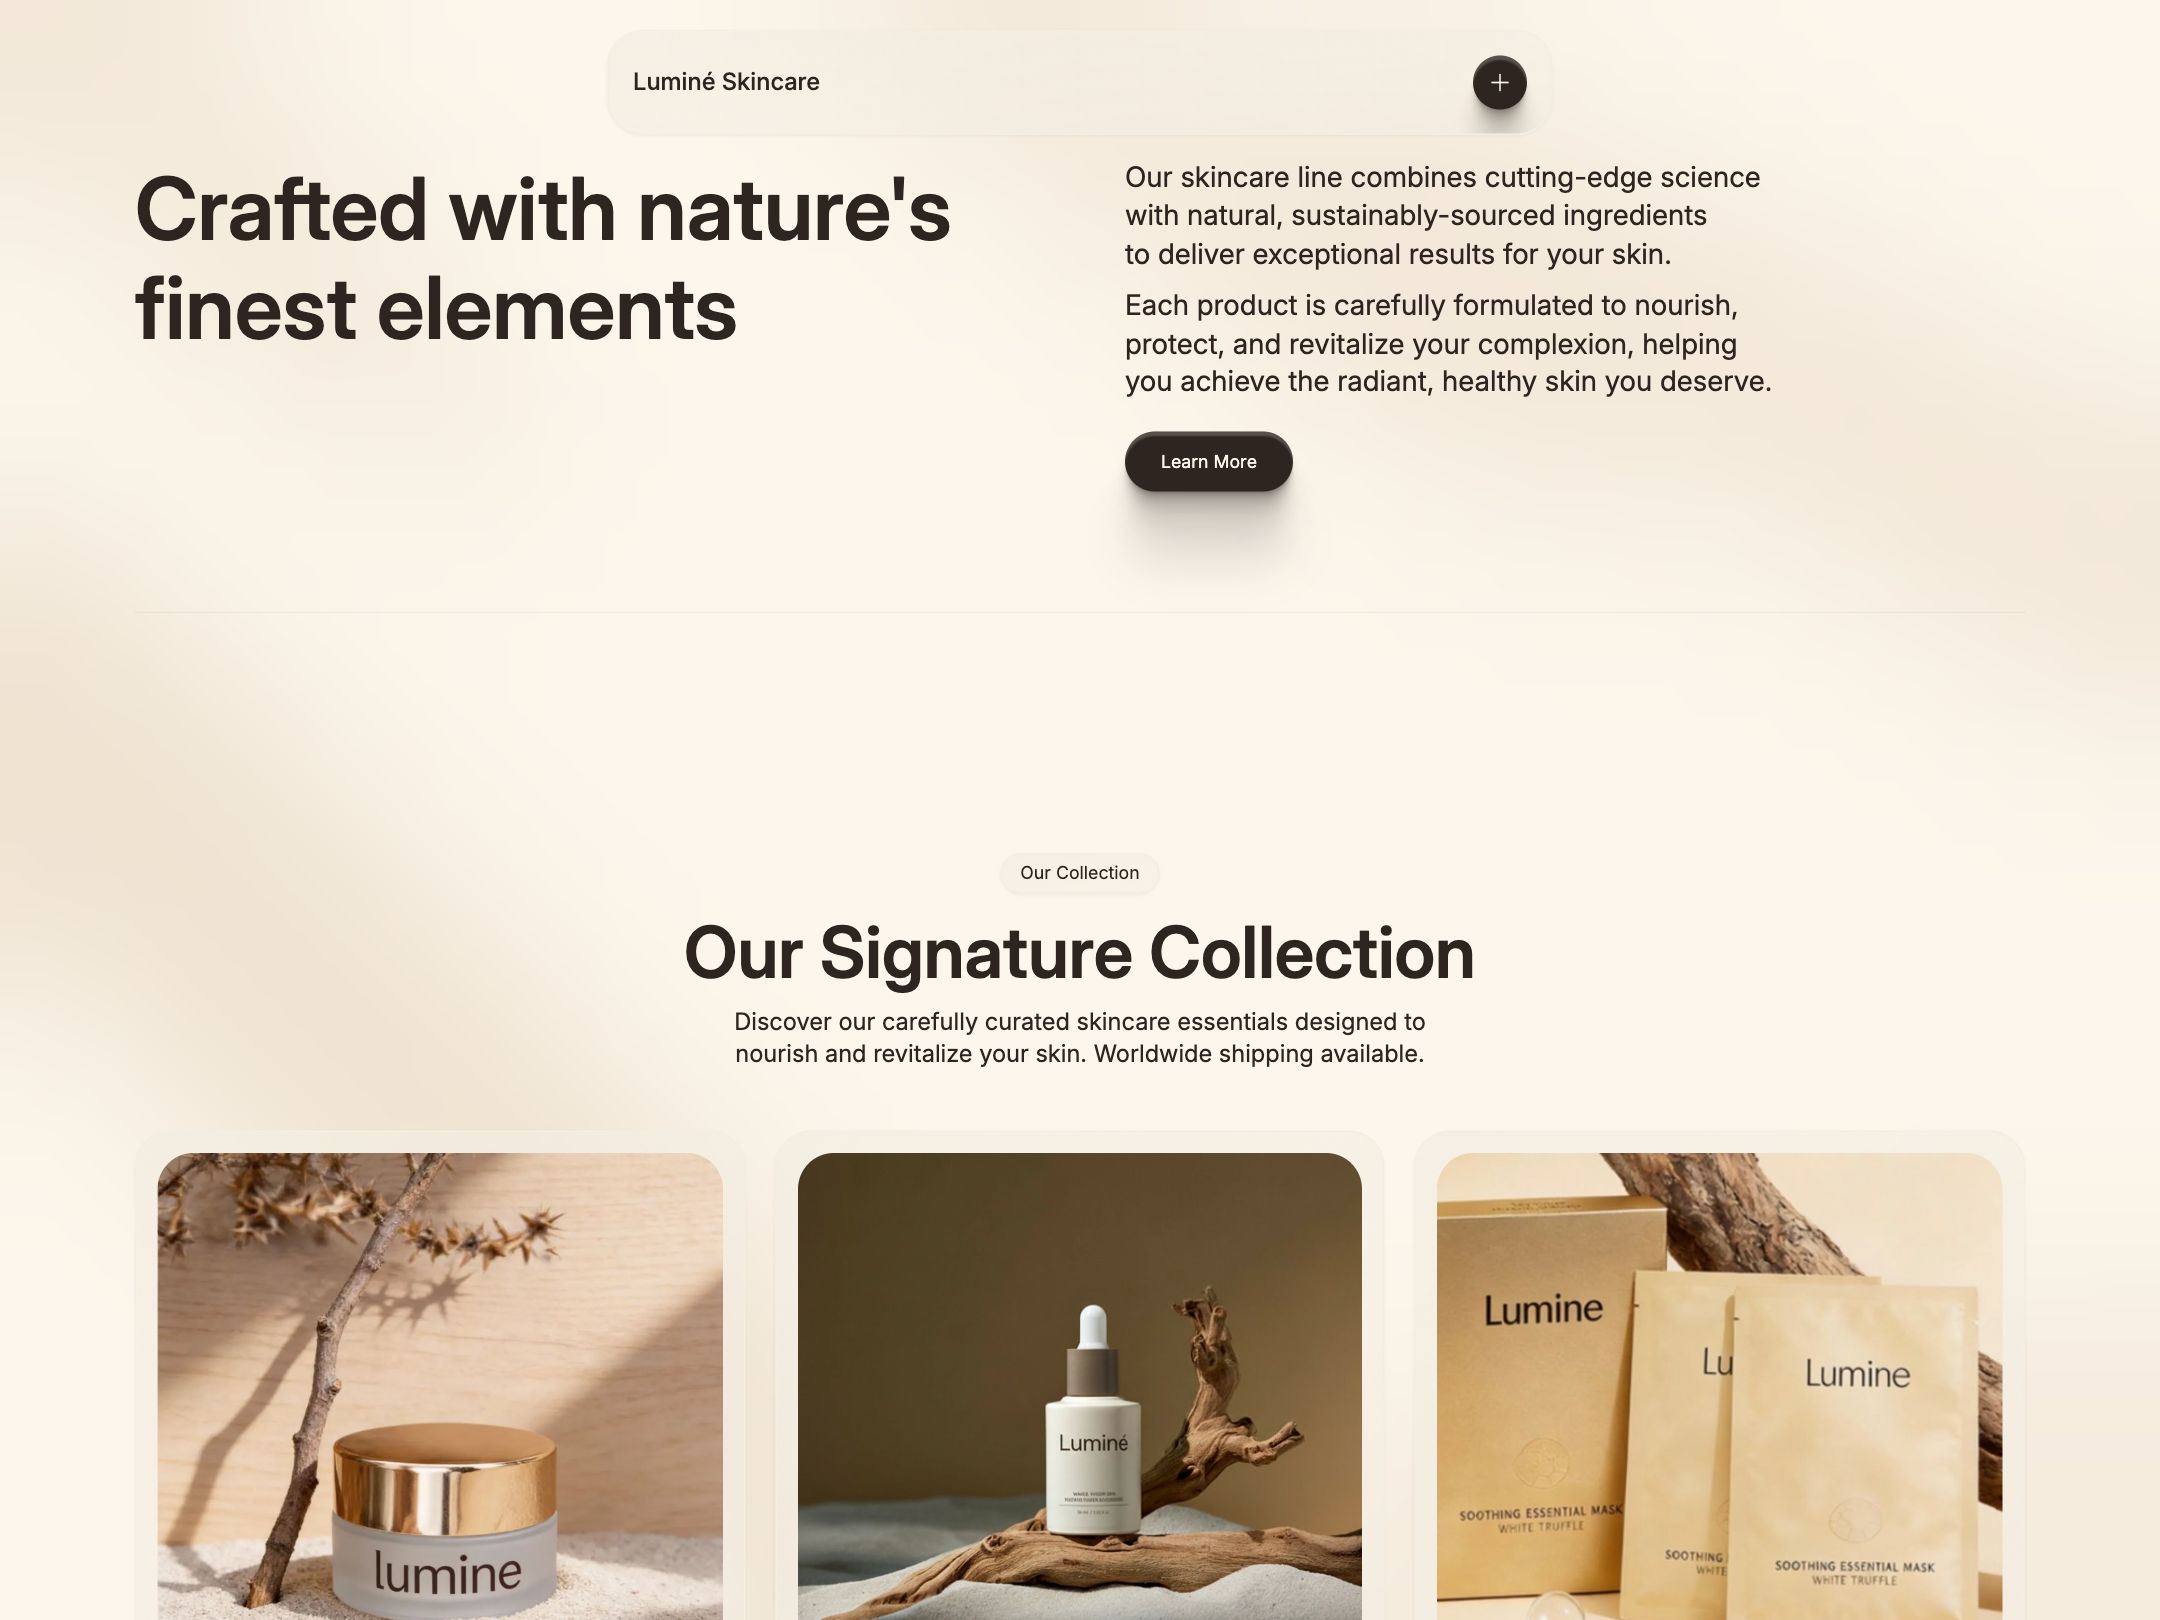 Luminé Skincare
Crafted with nature's
finest elements
Our skincare line combines cutting-edge science
with natural, sustainably-sourced ingredients
to deliver exceptional results for your skin.
Each product is carefully formulated to nourish,
protect, and revitalize your complexion, helping
you achieve the radiant, healthy skin you deserve.
Learn More
Our Collection
Our Signature Collection
Discover our carefully curated skincare essentials designed to
nourish and revitalize your skin. Worldwide shipping available.
lumine
Luminé
Lumine
SOOTHING ESSENTIAL MASK
WHITE TRUFFLE
Lu
SOOTHING
WHITE
Lumine
SOOTHING ESSENTIAL MASK
WHITE TRUFFLE